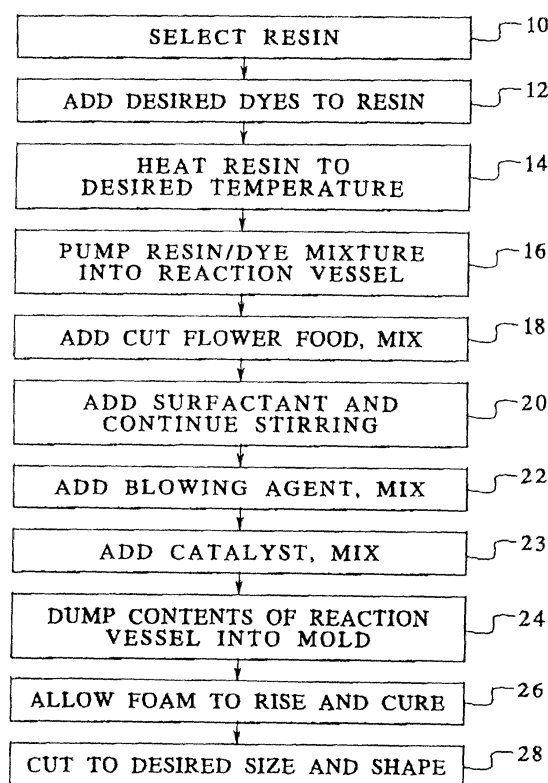 SELECT RESIN 10
ADD DESIRED DYES TO RESIN 12
HEAT RESIN TO
DESIRED TEMPERATURE 14
PUMP RESIN/DYE MIXTURE
INTO REACTION VESSEL 16
ADD CUT FLOWER FOOD, MIX 18
ADD SURFACTANT AND
CONTINUE STIRRING 20
ADD BLOWING AGENT, MIX 22
ADD CATALYST, MIX 23
DUMP CONTENTS OF REACTION
VESSEL INTO MOLD 24
ALLOW FOAM TO RISE AND CURE 26
CUT TO DESIRED SIZE AND SHAPE 28